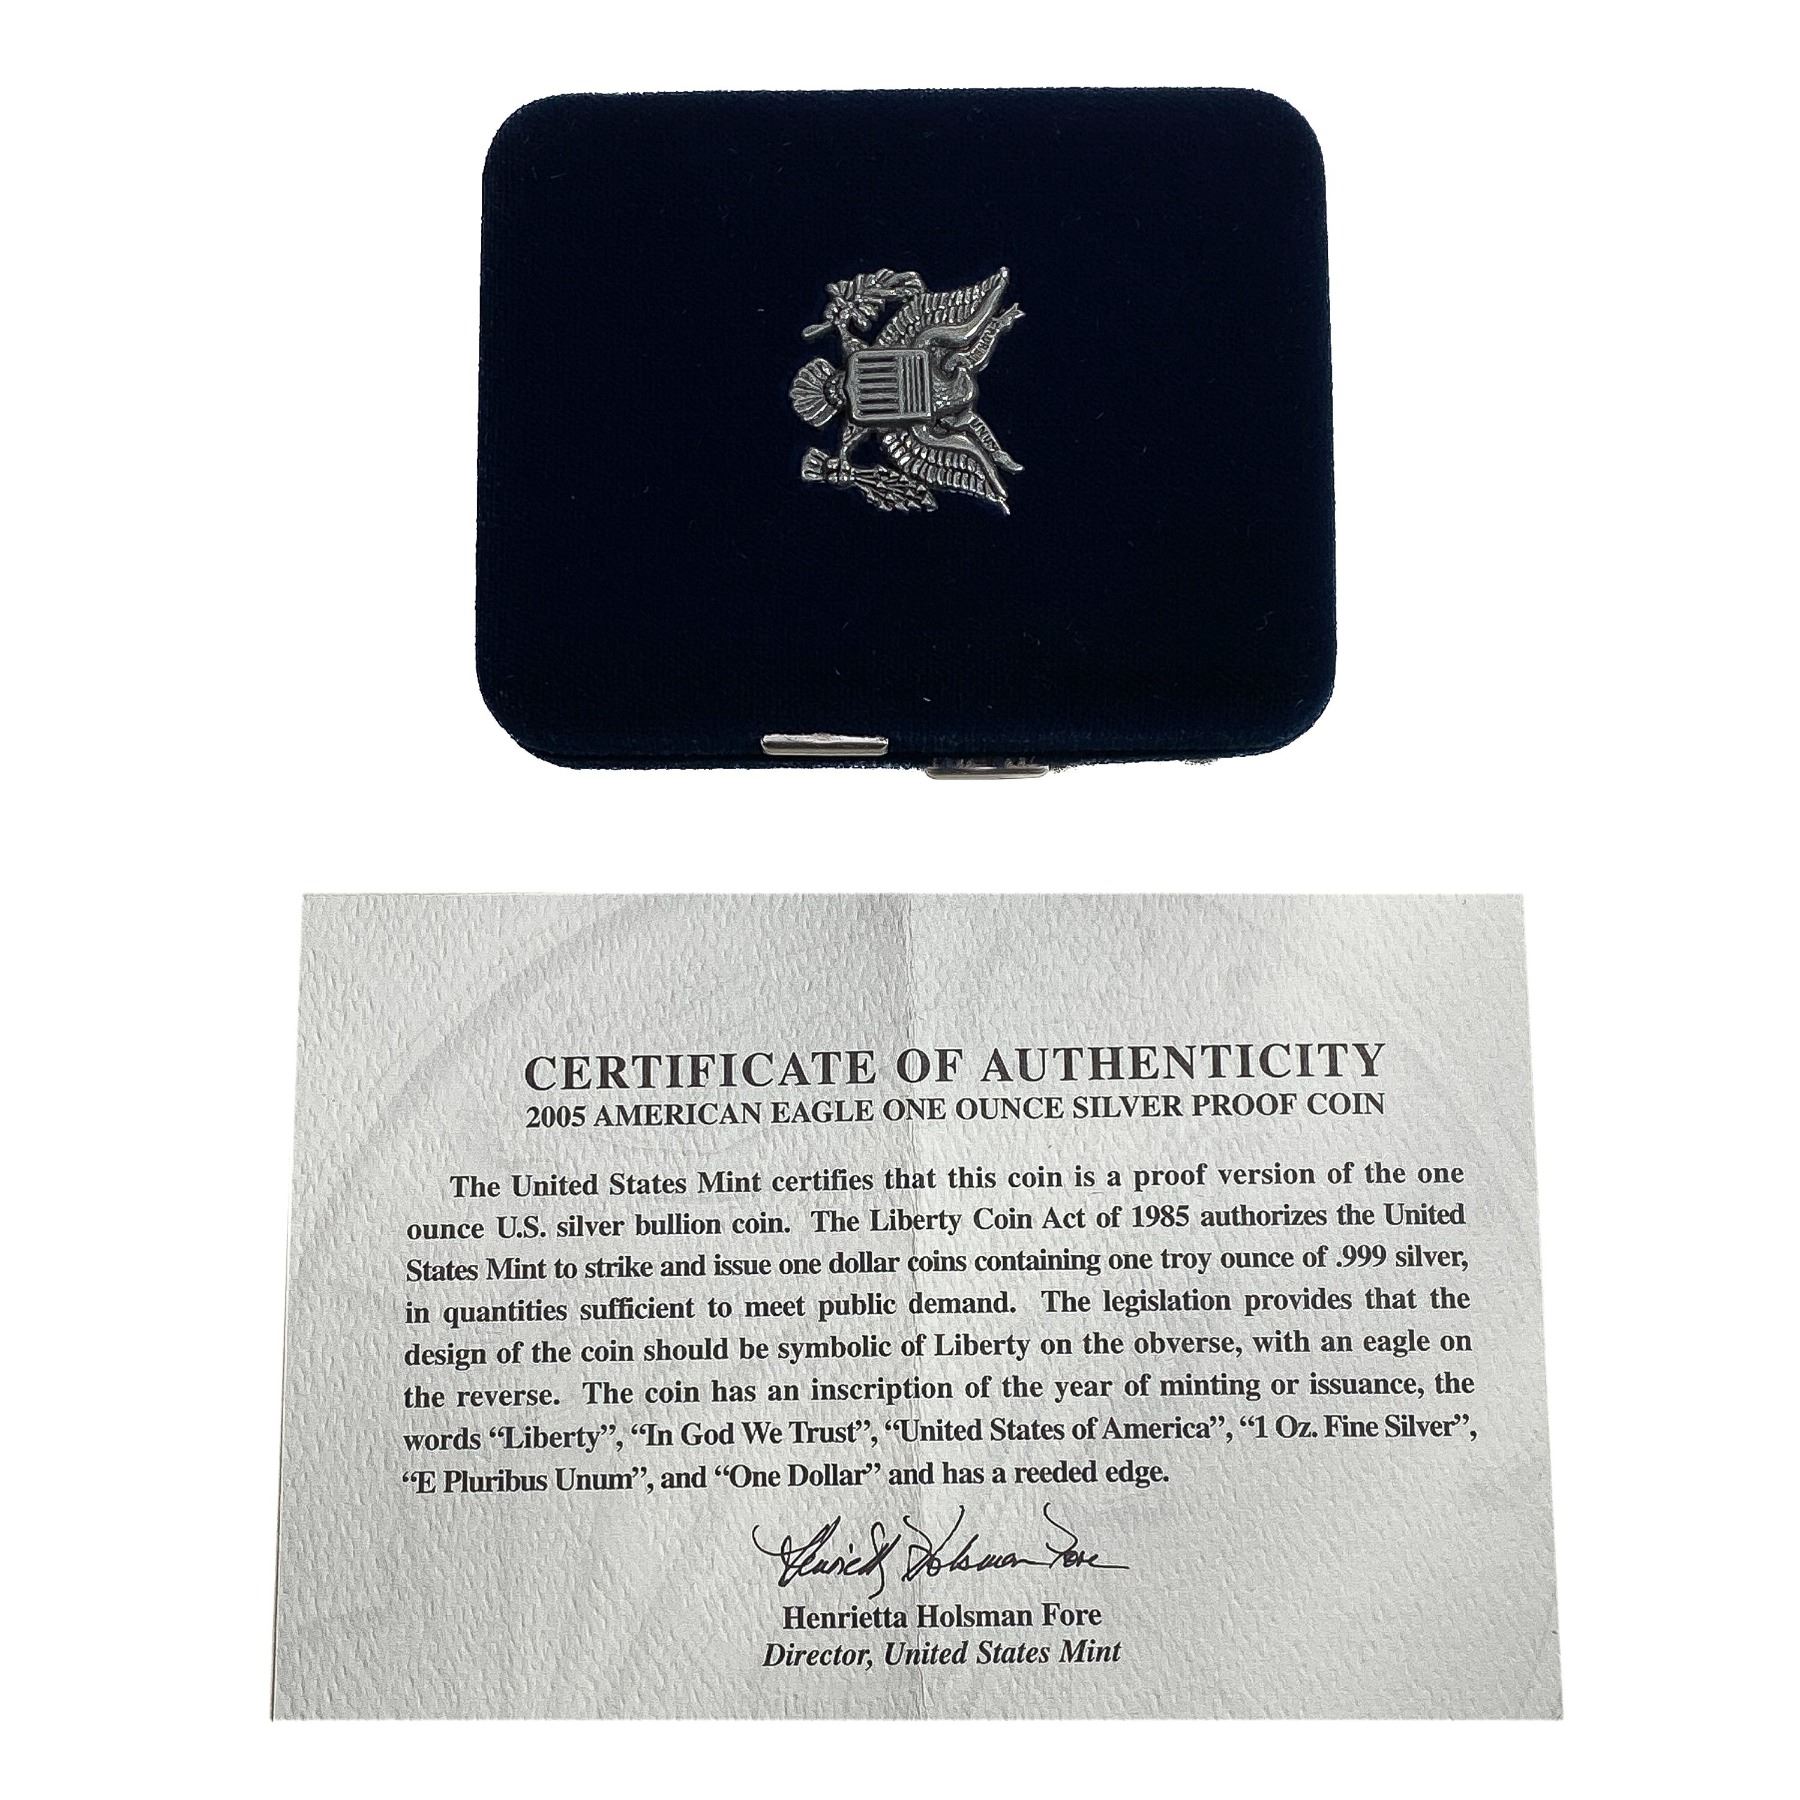 CERTIFICATE OF AUTHENTICITY
2005 AMERICAN EAGLE ONE OUNCE SILVER PROOF COIN
The United States Mint certifies that this coin is a proof version of the one
ounce U.S. silver bullion coin. The Liberty Coin Act of 1985 authorizes the United
States Mint to strike and issue one dollar coins containing one troy ounce of .999 silver,
in quantities sufficient to meet public demand. The legislation provides that the
design of the coin should be symbolic of Liberty on the obverse, with an eagle on
the reverse. The coin has an inscription of the year of minting or issuance, the
words “Liberty”, “In God We Trust”, “United States of America”, “1 Oz. Fine Silver”,
“E Pluribus Unum”, and “One Dollar” and has a reeded edge.
Henrietta Holsman Fore
Henrietta Holsman Fore
Director, United States Mint